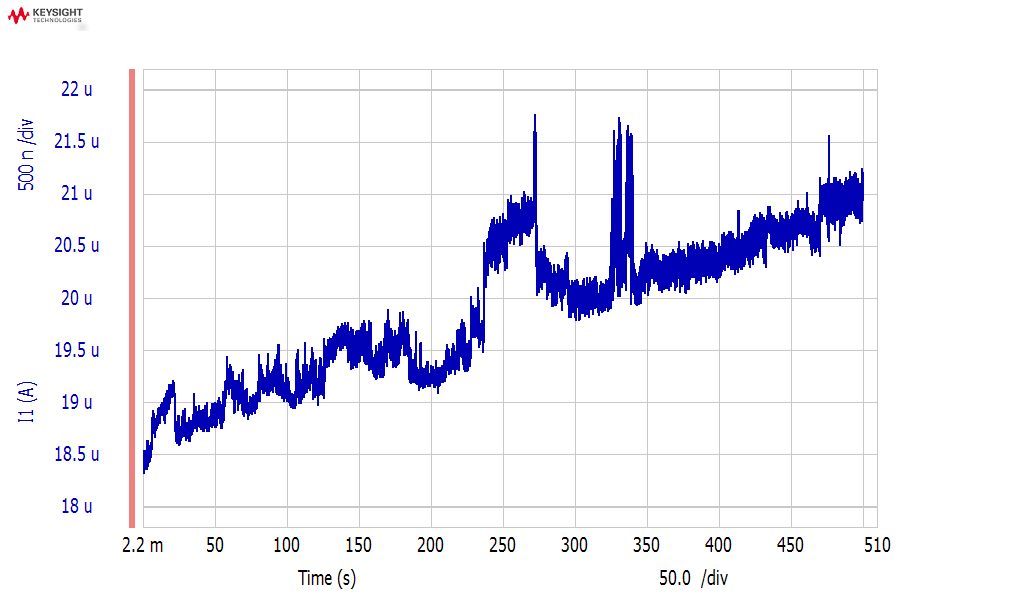 KEYSIGHT
TECHNOLOGIES
22 u
500 n /div
21.5 u
21 u
20.5 u
20 u
19.5 u
I1 (A)
19 u
18.5 u
18 u
2.2 m 50 100 150 200 250 300 350 400 450 510
Time (s) 50.0 /div